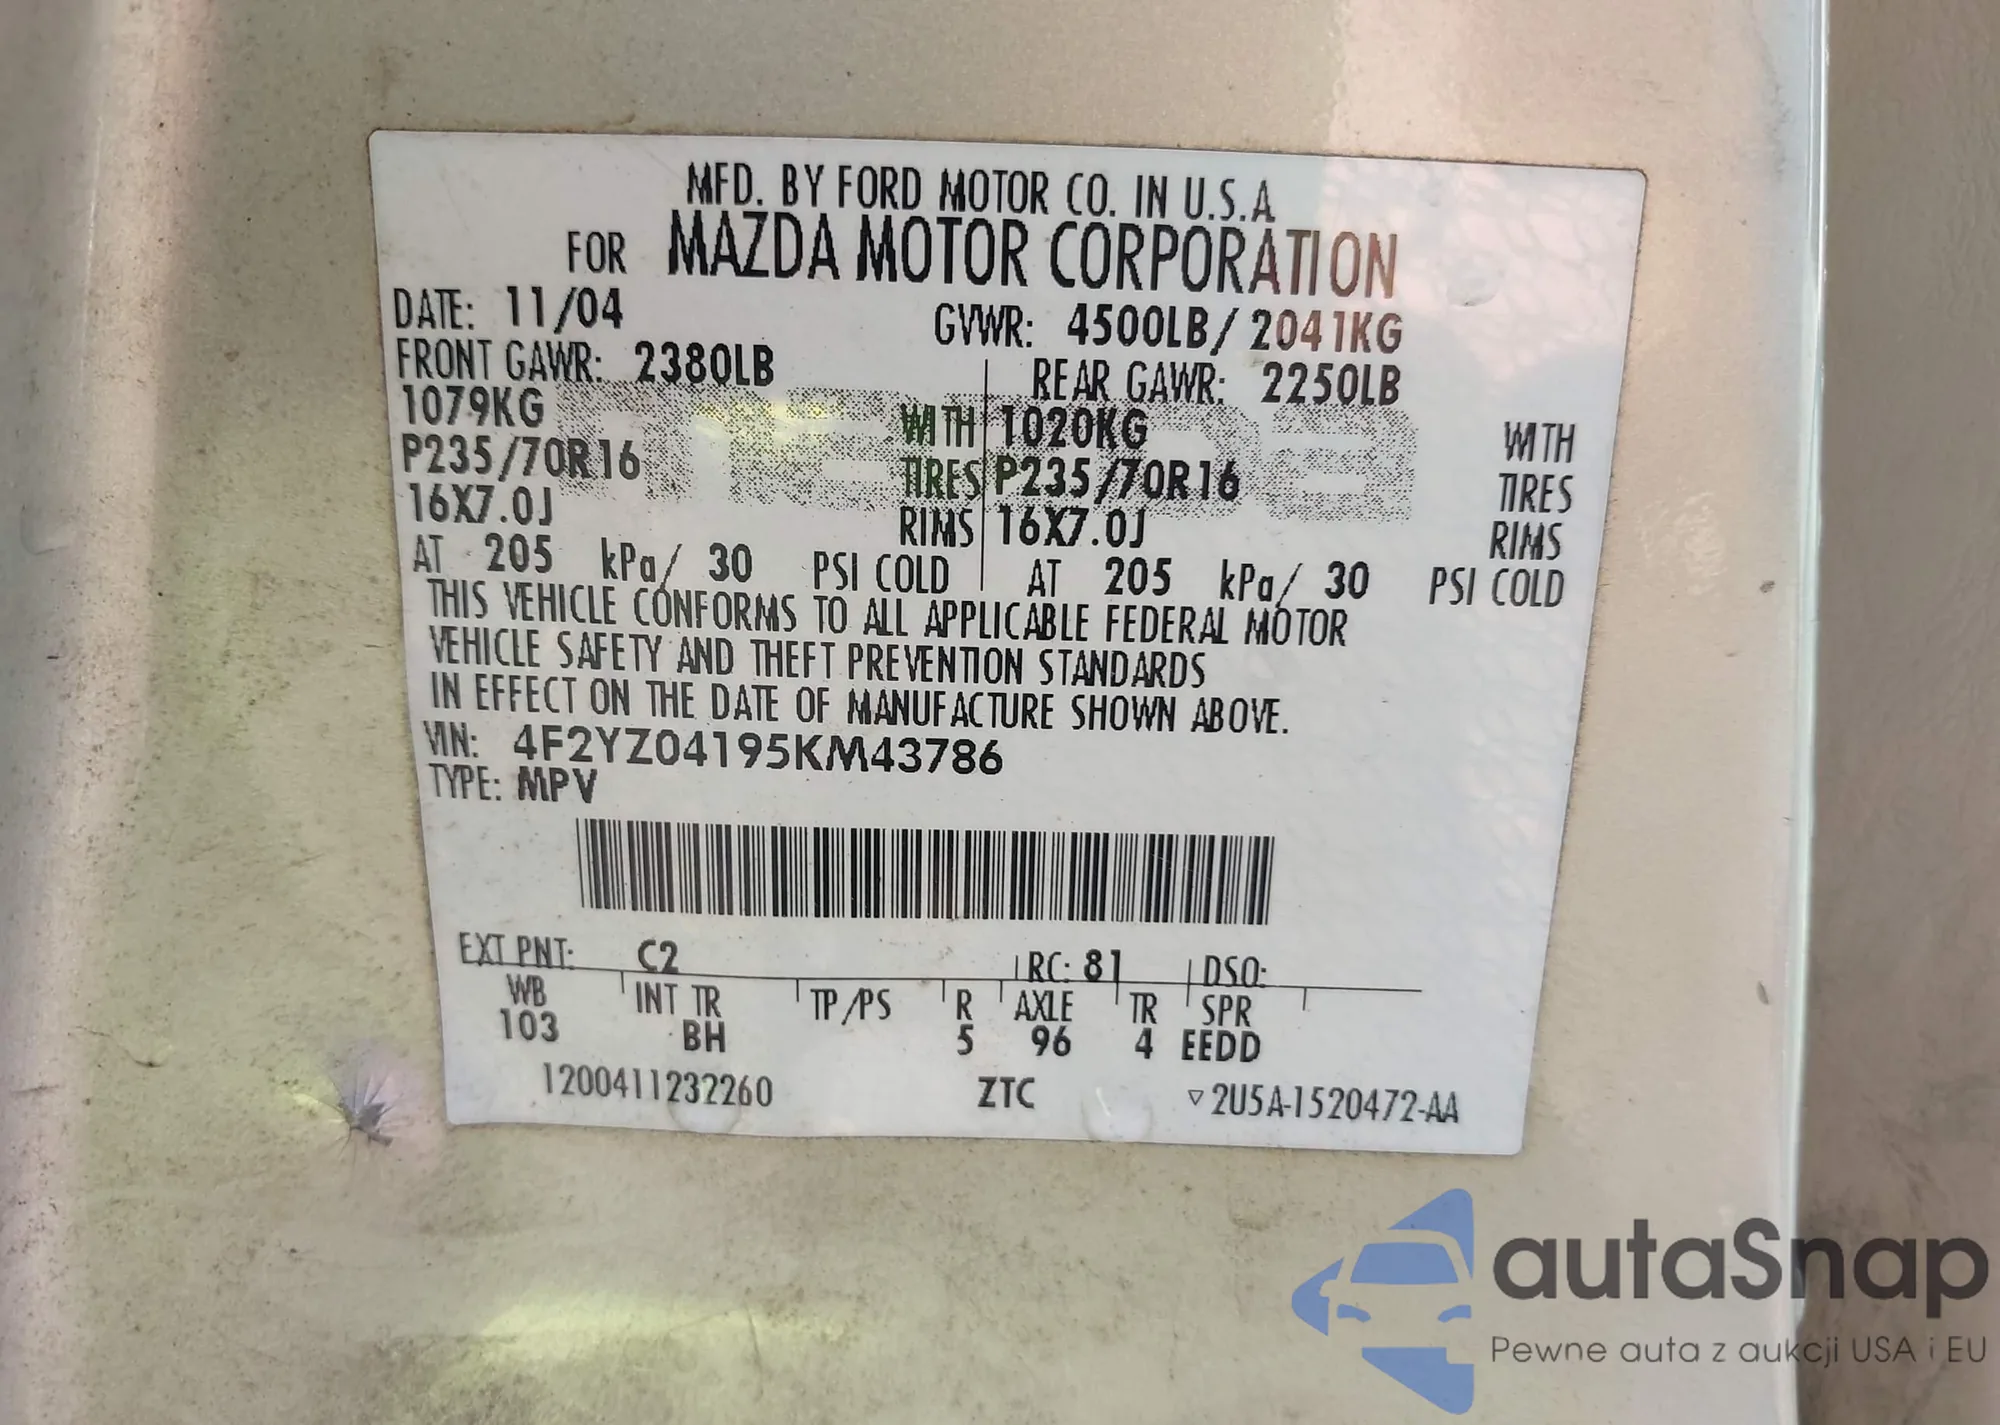 MFD. BY FORD MOTOR CO. IN U.S.A
FOR MAZDA MOTOR CORPORATION
DATE: 11/04 GVWR: 4500LB/ 2041KG
FRONT GAWR: 2380LB REAR GAWR: 2250LB
1079KG WITH 1020KG WITH
P235/70R16 TIRES P235/70R16 TIRES
16X7.0J RIMS 16X7.0J RIMS
AT 205 kPa/ 30 PSI COLD AT 205 kPa/ 30 PSI COLD
THIS VEHICLE CONFORMS TO ALL APPLICABLE FEDERAL MOTOR
VEHICLE SAFETY AND THEFT PREVENTION STANDARDS
IN EFFECT ON THE DATE OF MANUFACTURE SHOWN ABOVE.
VIN: 4F2YZ04195KM43786
TYPE: MPV
EXT PNT: C2 RC: 81 DSO:
WB INT TR TP/PS R AXLE TR SPR
103 BH 5 96 4 EEDD
1200411232260 ZTC ▽2U5A-1520472-AA
autaSnap
Pewne auta z aukcji USA i EU